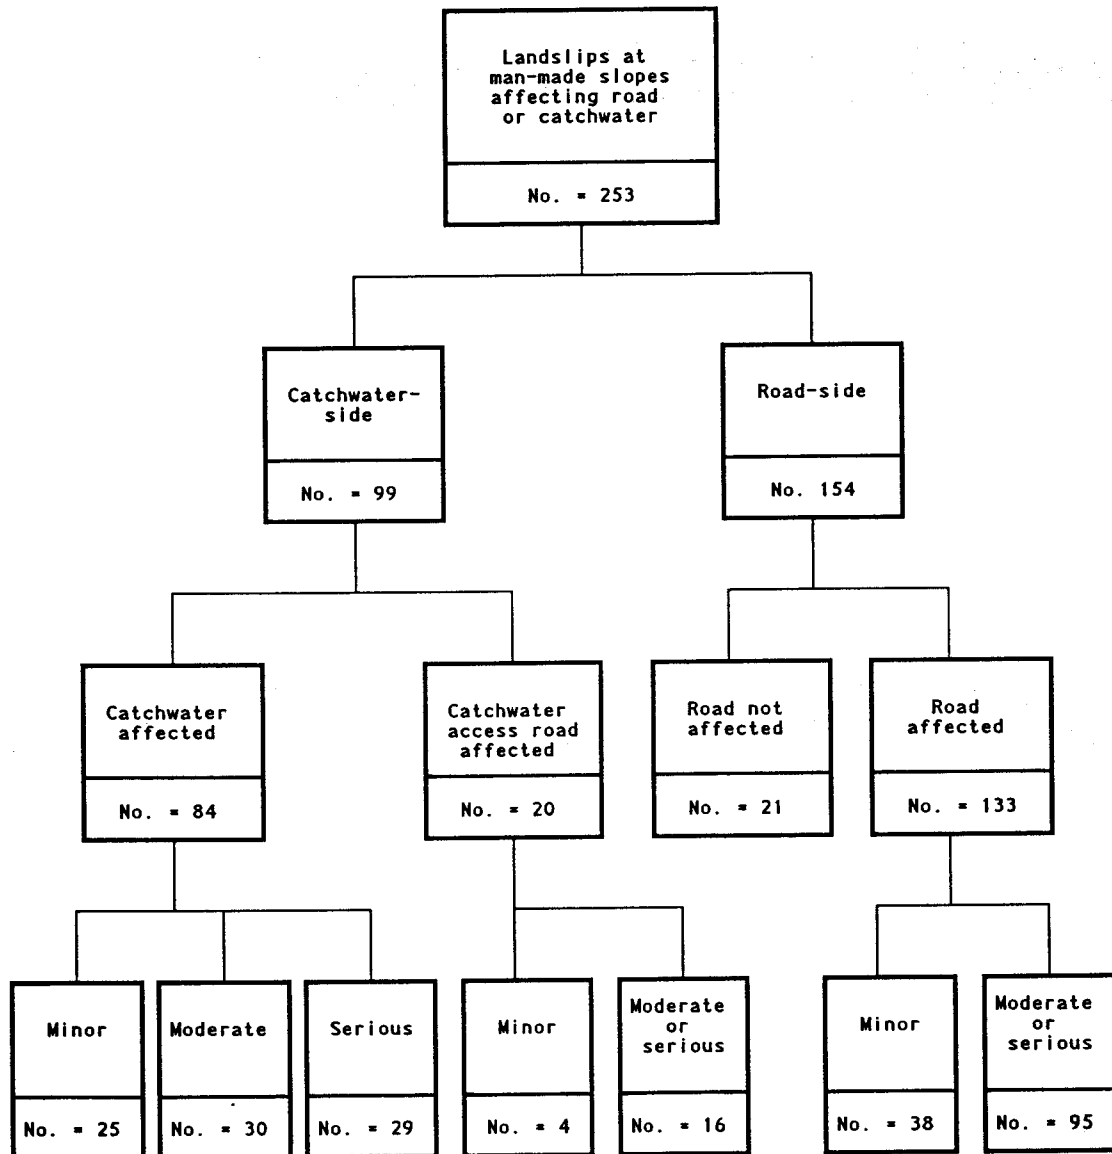 Landslips at
man-made slopes
affecting road
or catchwater
No. = 253
Catchwater-
side
No. = 99
Road-side
No. 154
Catchwater
affected
No. = 84
Catchwater
access road
affected
No. = 20
Road not
affected
No. = 21
Road
affected
No. = 133
Minor
No. = 25
Moderate
No. = 30
Serious
No. = 29
Minor
No. = 4
Moderate
or
serious
No. = 16
Minor
No. = 38
Moderate
or
serious
No. = 95